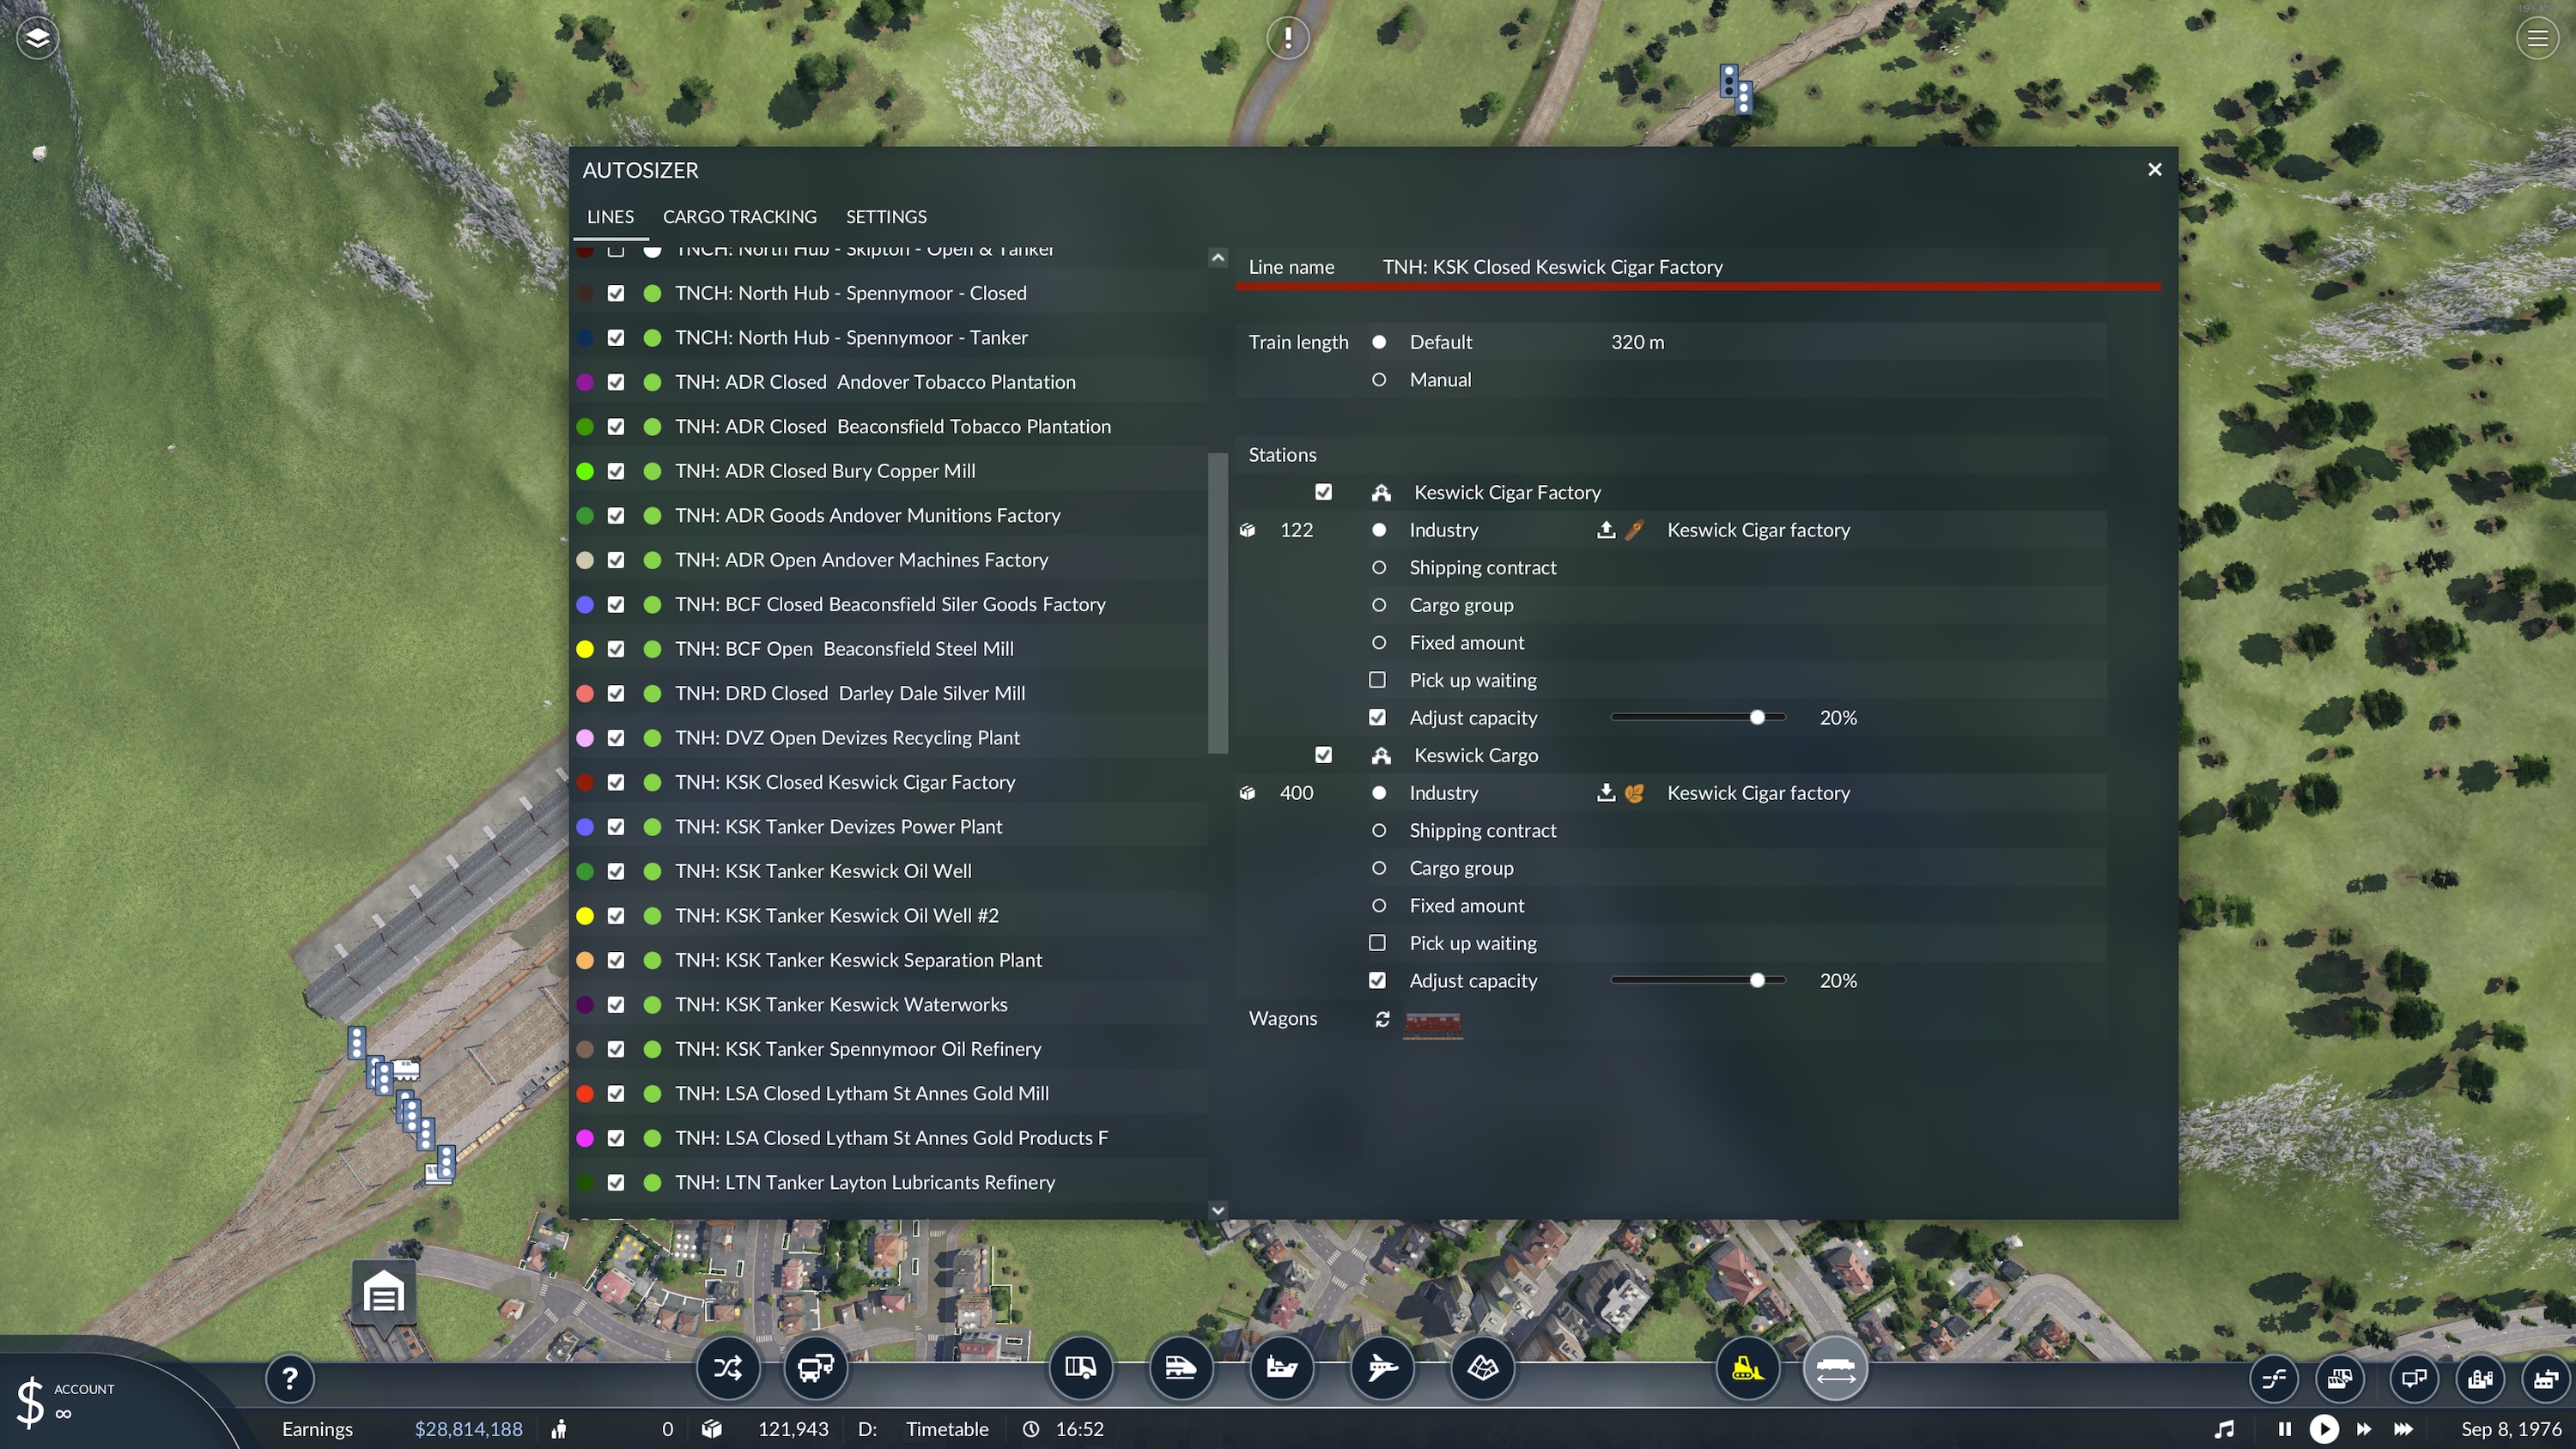 AUTOSIZER
LINES CARGO TRACKING SETTINGS
TNCH: North Hub - Skipton - Open & Tanker
TNCH: North Hub - Spennymoor - Closed
TNCH: North Hub - Spennymoor - Tanker
TNH: ADR Closed  Andover Tobacco Plantation
TNH: ADR Closed  Beaconsfield Tobacco Plantation
TNH: ADR Closed Bury Copper Mill
TNH: ADR Goods Andover Munitions Factory
TNH: ADR Open Andover Machines Factory
TNH: BCF Closed Beaconsfield Siler Goods Factory
TNH: BCF Open  Beaconsfield Steel Mill
TNH: DRD Closed  Darley Dale Silver Mill
TNH: DVZ Open Devizes Recycling Plant
TNH: KSK Closed Keswick Cigar Factory
TNH: KSK Tanker Devizes Power Plant
TNH: KSK Tanker Keswick Oil Well
TNH: KSK Tanker Keswick Oil Well #2
TNH: KSK Tanker Keswick Separation Plant
TNH: KSK Tanker Keswick Waterworks
TNH: KSK Tanker Spennymoor Oil Refinery
TNH: LSA Closed Lytham St Annes Gold Mill
TNH: LSA Closed Lytham St Annes Gold Products F
TNH: LTN Tanker Layton Lubricants Refinery
Line name TNH: KSK Closed Keswick Cigar Factory
Train length Default 320 m
Manual
Stations
Keswick Cigar Factory
122 Industry Keswick Cigar factory
Shipping contract
Cargo group
Fixed amount
Pick up waiting
Adjust capacity 20%
Keswick Cargo
400 Industry Keswick Cigar factory
Shipping contract
Cargo group
Fixed amount
Pick up waiting
Adjust capacity 20%
Wagons
$ ACCOUNT
∞
?
Earnings $28,814,188 0 121,943 D: Timetable 16:52 Sep 8, 1976